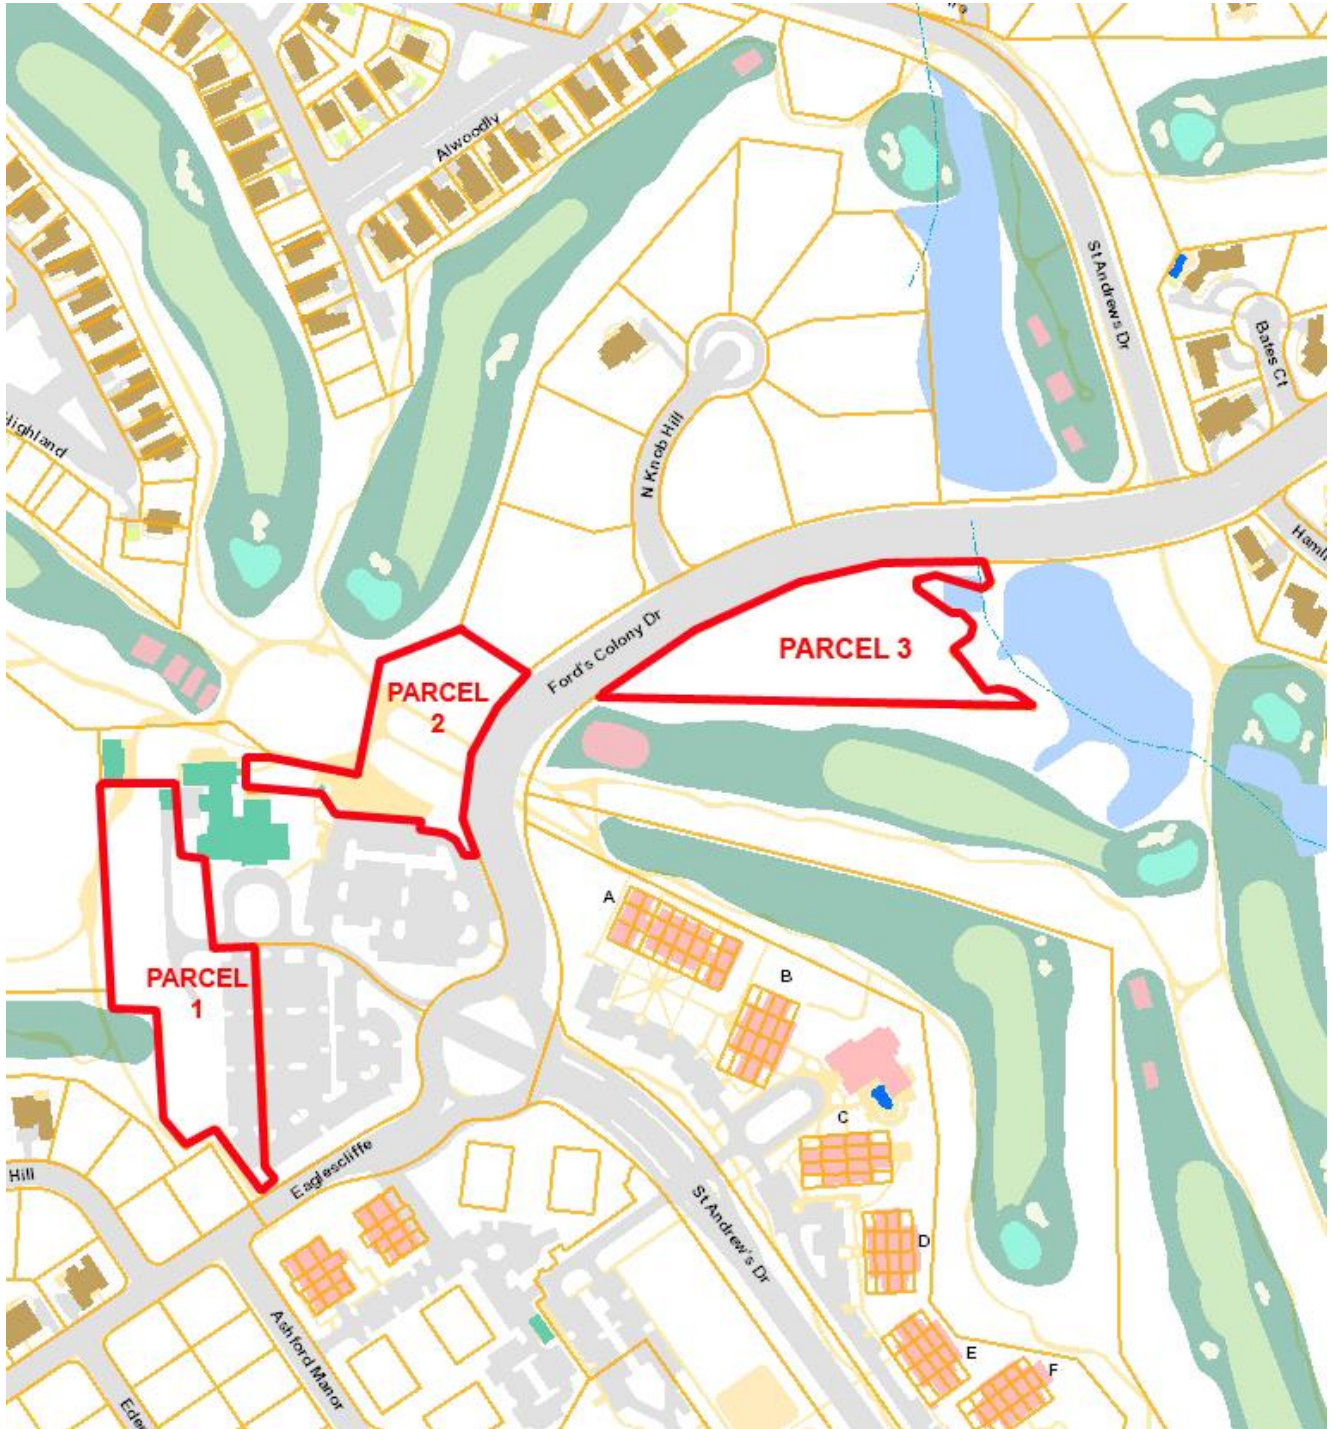 Alwoodly
St Andrews Dr
Bates Ct
Highland
N Knob Hill
Ford's Colony Dr
PARCEL 3
PARCEL
2
A
B
PARCEL
1
C
Hill
Eaglescliffe
St Andrew's Dr
D
Ashford Manor
E
F